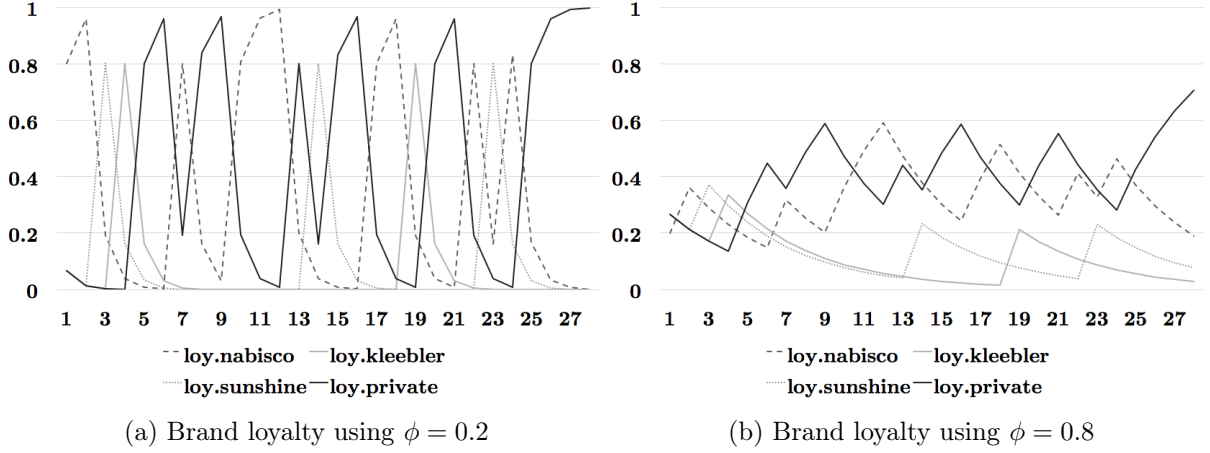 1
0.8
0.6
0.4
0.2
0
1 3 5 7 9 11 13 15 17 19 21 23 25 27
loy.nabisco loy.kleebler
loy.sunshine loy.private
(a) Brand loyalty using ϕ = 0.2
1
0.8
0.6
0.4
0.2
0
1 3 5 7 9 11 13 15 17 19 21 23 25 27
loy.nabisco loy.kleebler
loy.sunshine loy.private
(b) Brand loyalty using ϕ = 0.8